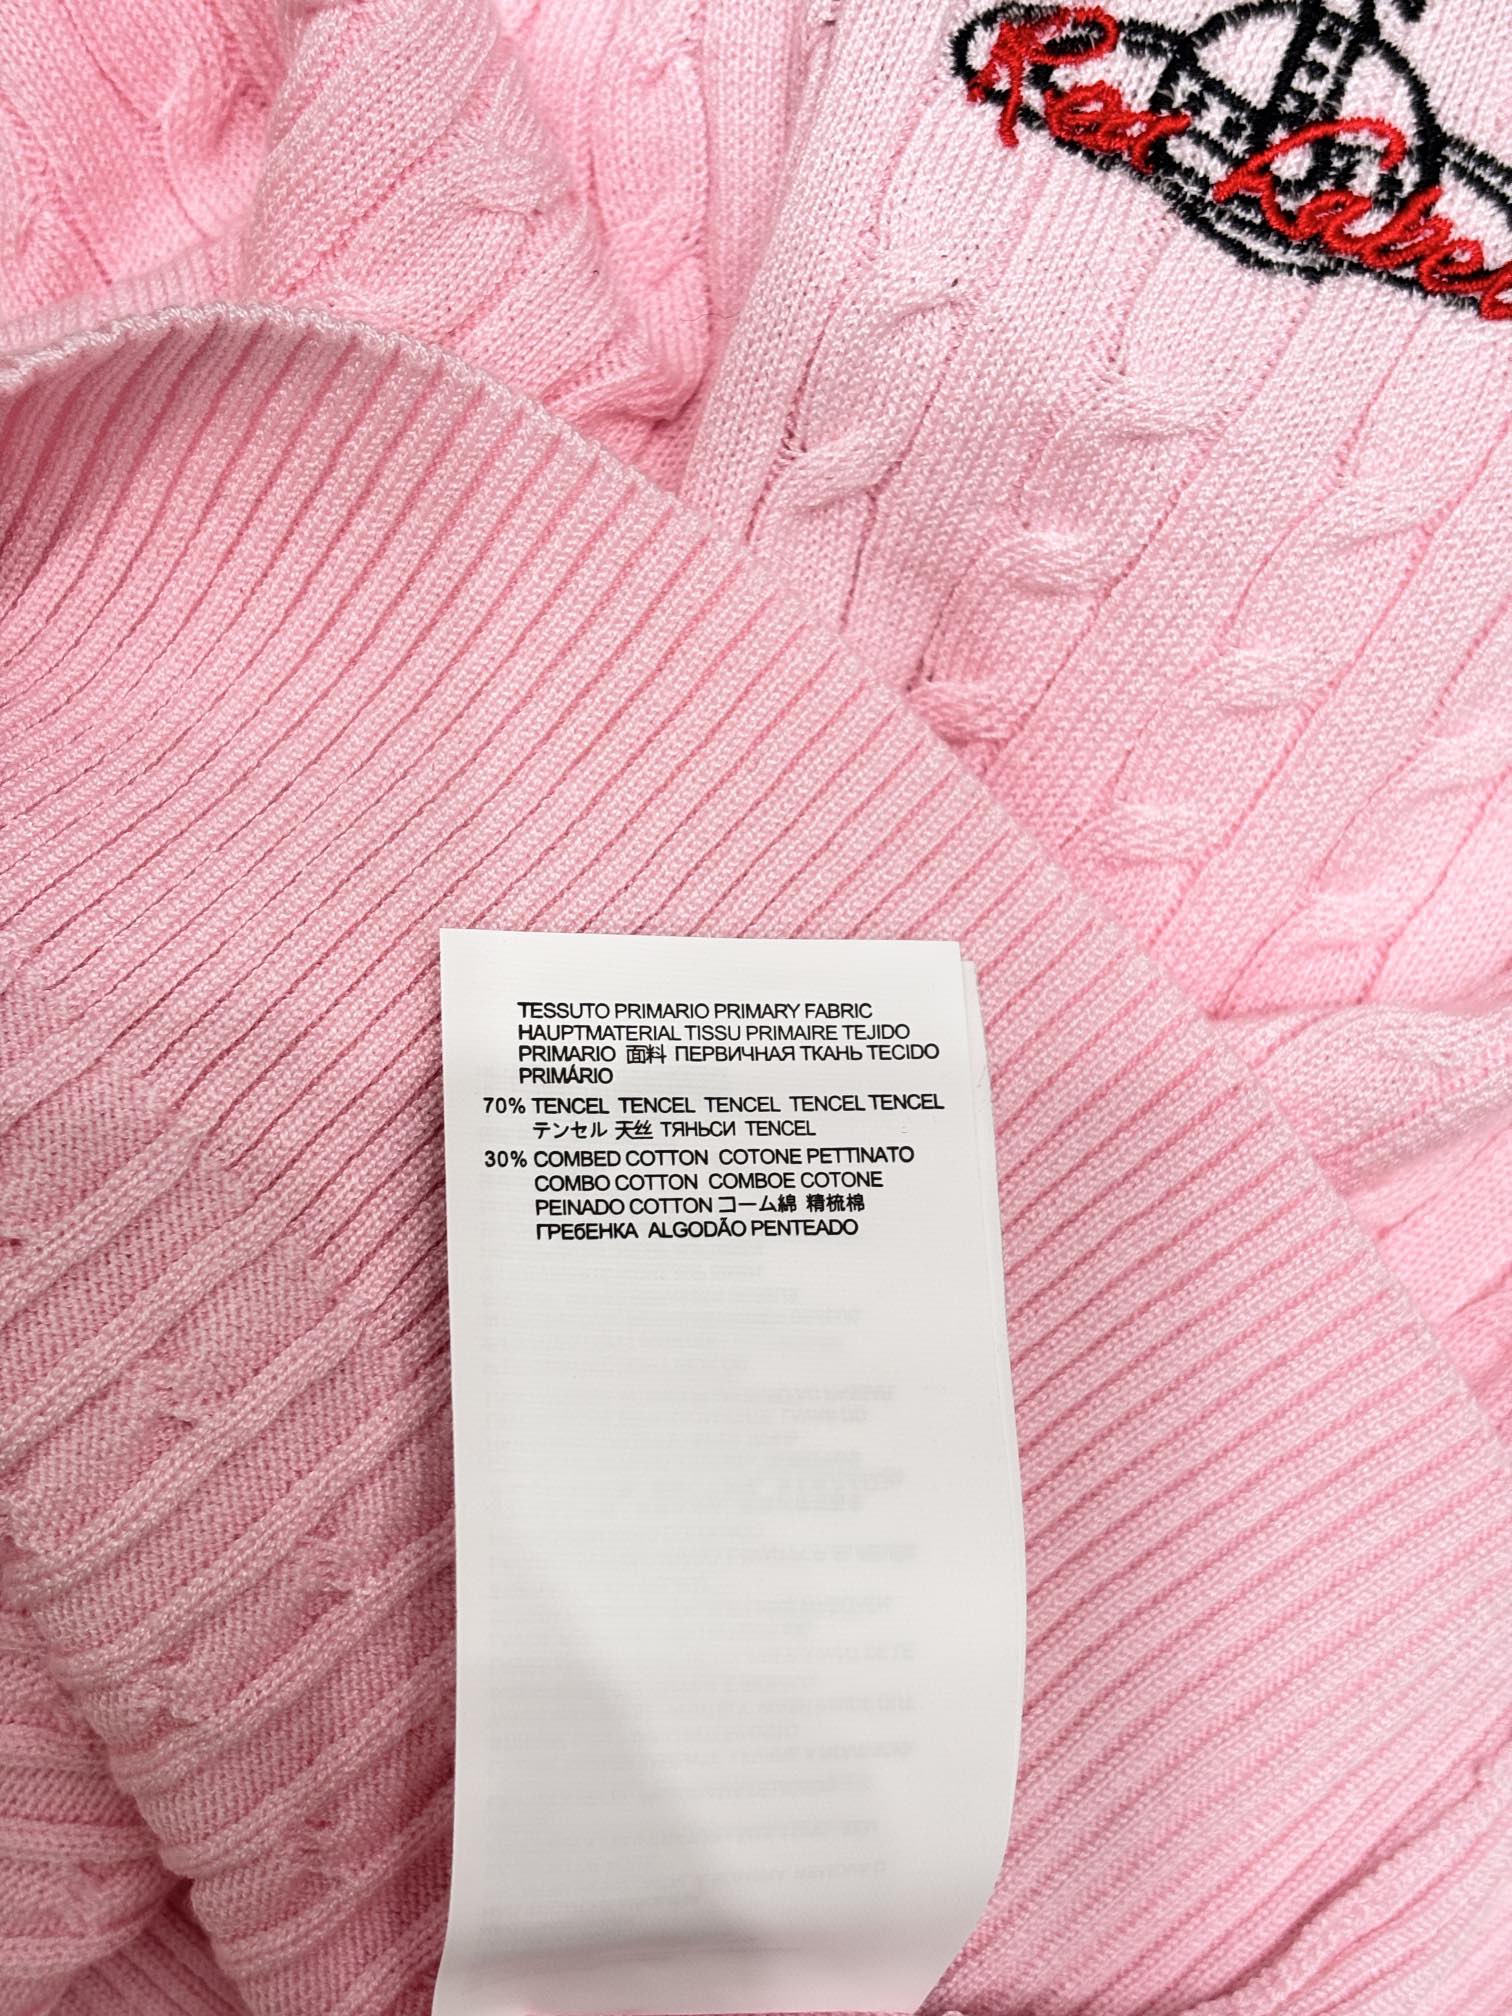 Red Label
TESSUTO PRIMARIO PRIMARY FABRIC
HAUPTMATERIAL TISSU PRIMAIRE TEJIDO
PRIMARIO 面料 ПЕРВИЧНАЯ ТКАНЬ TECIDO
PRIMÁRIO
70% TENCEL TENCEL TENCEL TENCEL TENCEL
テンセル 天丝 ТЯНЬСИ TENCEL
30% COMBED COTTON COTONE PETTINATO
COMBO COTTON COMBOE COTONE
PEINADO COTTON コーム綿 精梳棉
ГРЕбЕНКА ALGODÃO PENTEADO